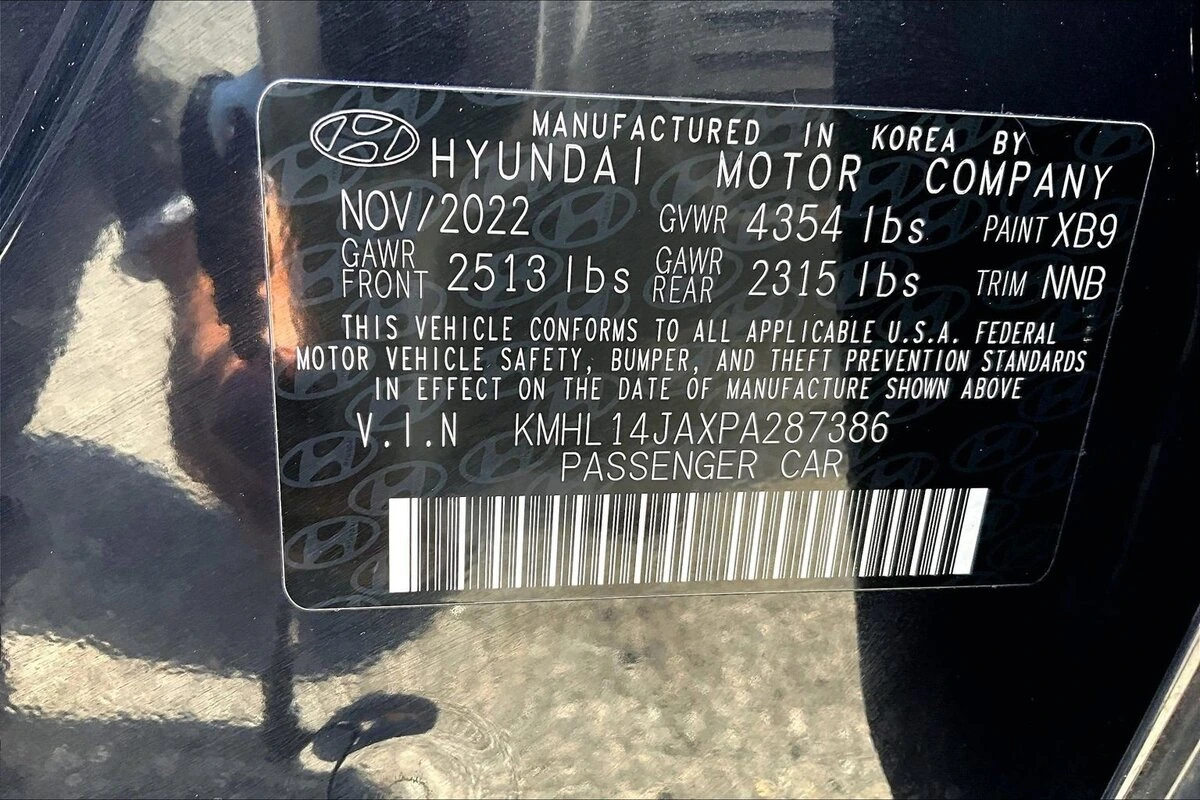 MANUFACTURED IN KOREA BY
HYUNDAI MOTOR COMPANY
NOV/2022 GVWR 4354 lbs PAINT XB9
GAWR FRONT 2513 lbs GAWR REAR 2315 lbs TRIM NNB
THIS VEHICLE CONFORMS TO ALL APPLICABLE U.S.A. FEDERAL
MOTOR VEHICLE SAFETY, BUMPER, AND THEFT PREVENTION STANDARDS
IN EFFECT ON THE DATE OF MANUFACTURE SHOWN ABOVE
V.I.N KMHL14JAXPA287386
PASSENGER CAR